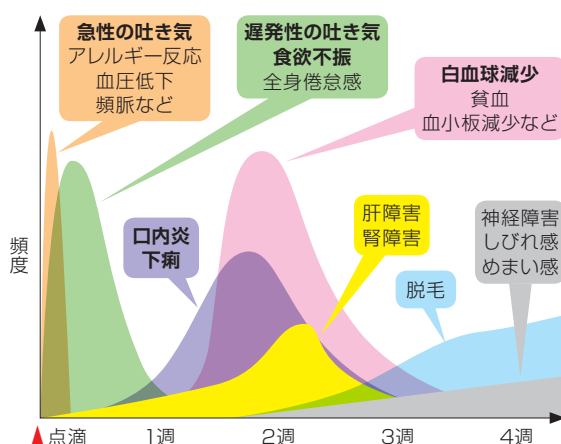 急性の吐き気
アレルギー反応
血圧低下
頻脈など
遅発性の吐き気
食欲不振
全身倦怠感
白血球減少
貧血
血小板減少など
口内炎
下痢
肝障害
腎障害
神経障害
しびれ感
めまい感
脱毛
頻度
点滴
1週
2週
3週
4週